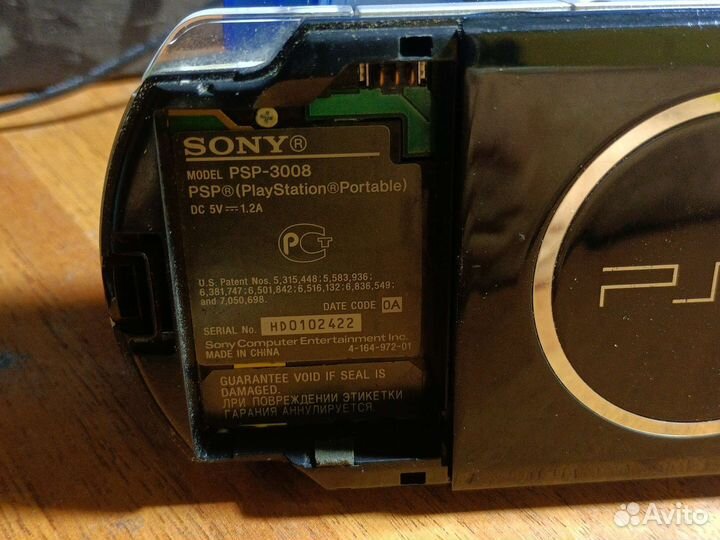 SONY®
MODEL PSP-3008
PSP®(PlayStation®Portable)
DC 5V⎓1.2A
РСТ
U.S. Patent Nos. 5,315,448; 5,583,936;
6,381,747; 6,501,842; 6,516,132; 6,836,549;
and 7,050,698.
DATE CODE 0A
SERIAL No. HD0102422
Sony Computer Entertainment Inc.
MADE IN CHINA 4-164-972-01
GUARANTEE VOID IF SEAL IS
DAMAGED.
ПРИ ПОВРЕЖДЕНИИ ЭТИКЕТКИ
ГАРАНИЯ АННУЛИРУЕТСЯ.
PS
Avito